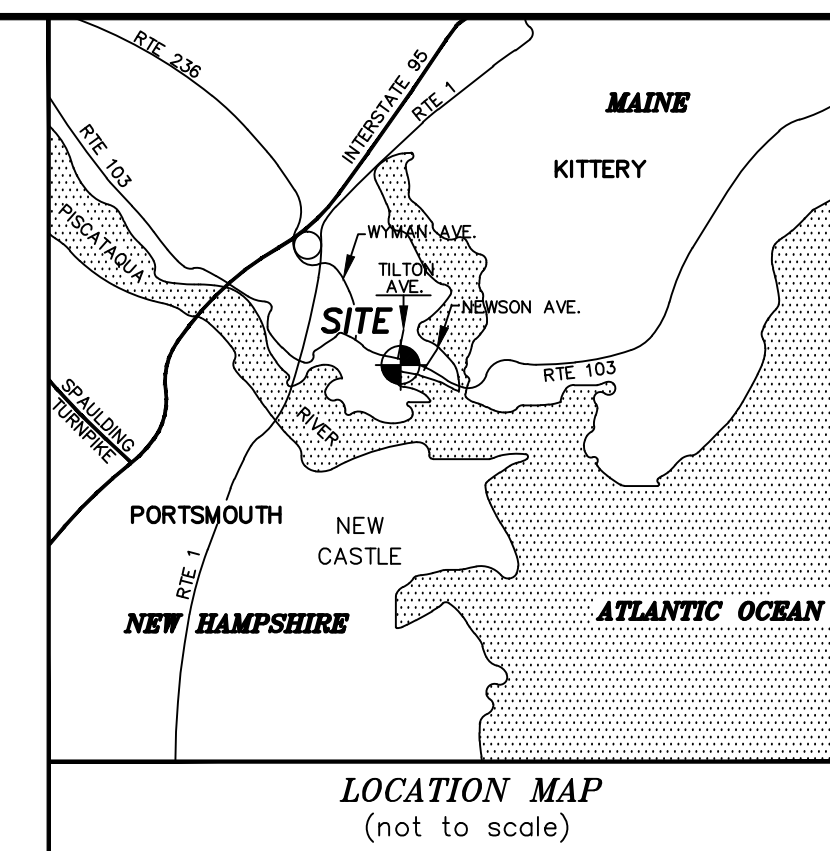 RTE 236
INTERSTATE 95
RTE 1
MAINE
KITTERY
RTE 103
PISCATAQUA
WYMAN AVE.
TILTON
AVE.
NEWSON AVE.
SITE
RTE 103
SPAULDING
TURNPIKE
RIVER
PORTSMOUTH
NEW
CASTLE
RTE 1
NEW HAMPSHIRE
ATLANTIC OCEAN
LOCATION MAP
(not to scale)